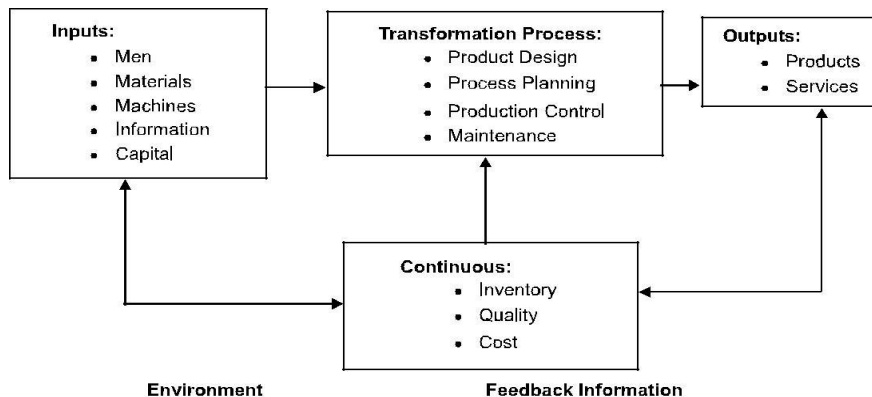 Inputs:
• Men
• Materials
• Machines
• Information
• Capital
Transformation Process:
• Product Design
• Process Planning
• Production Control
• Maintenance
Outputs:
• Products
• Services
Continuous:
• Inventory
• Quality
• Cost
Environment
Feedback Information